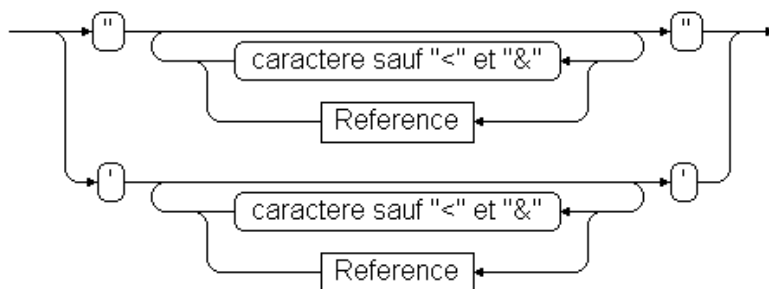 " "
caractere sauf "<" et "&"
Reference
' '
caractere sauf "<" et "&"
Reference